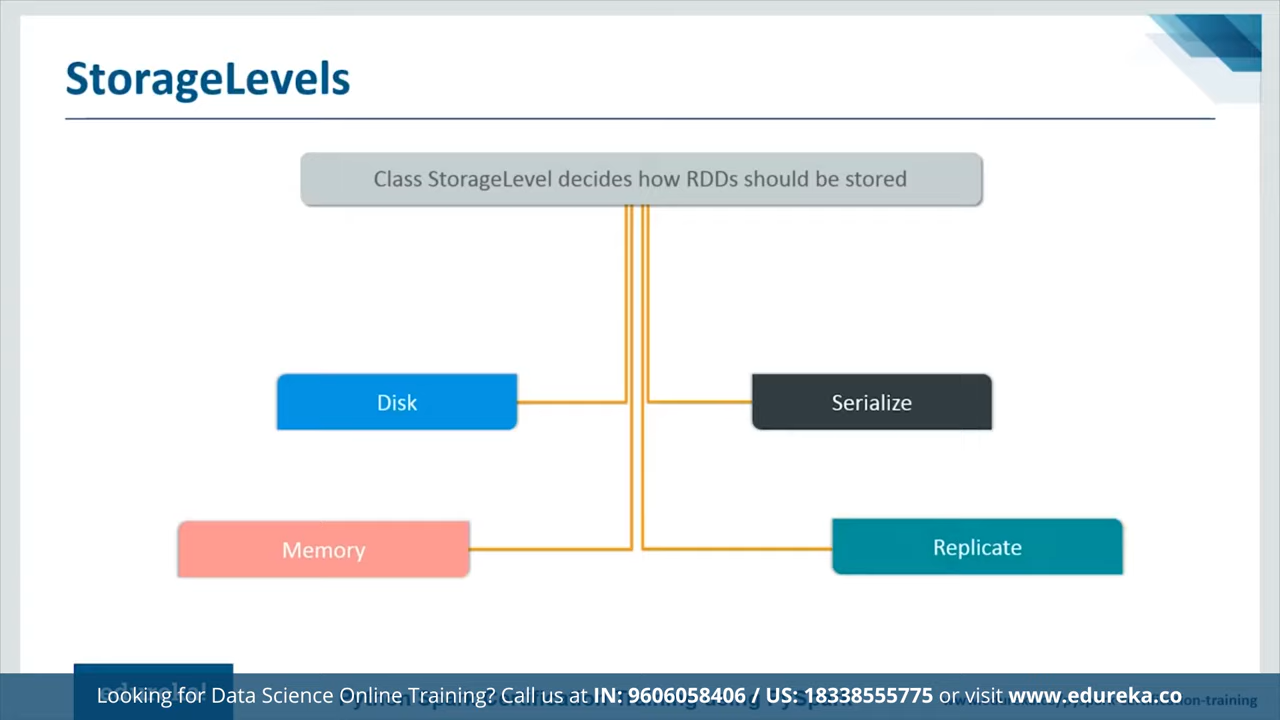 StorageLevels
Class StorageLevel decides how RDDs should be stored
Disk
Serialize
Memory
Replicate
Looking for Data Science Online Training? Call us at IN: 9606058406 / US: 18338555775 or visit www.edureka.co